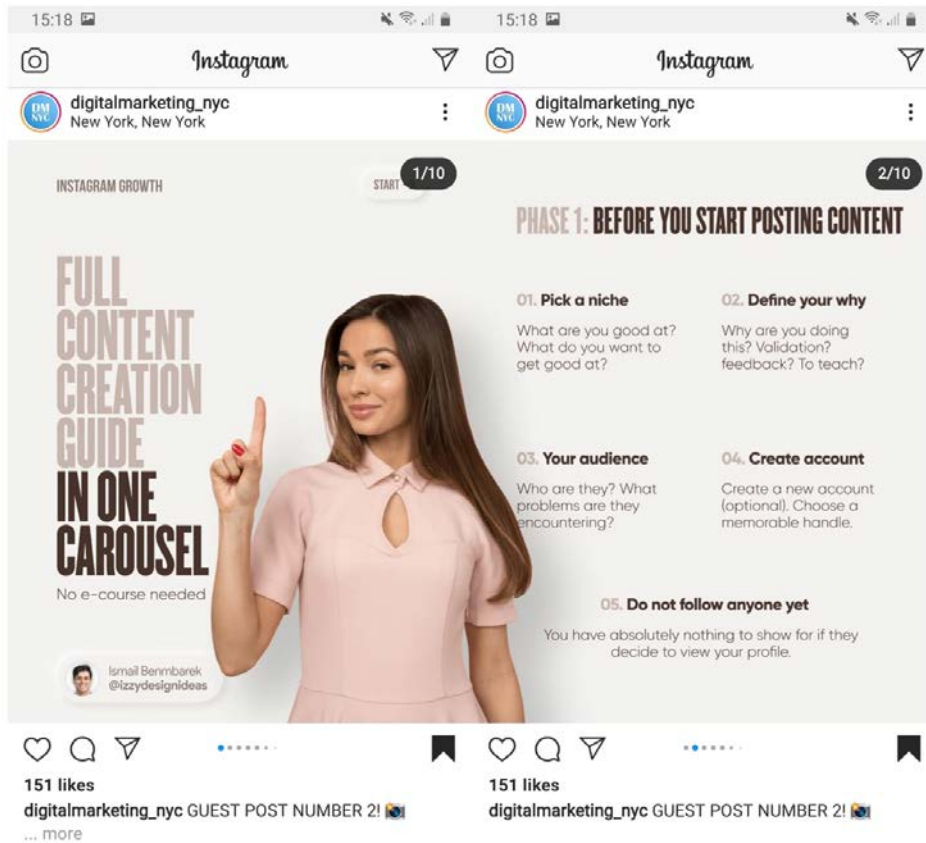 15:18
Instagram
digitalmarketing_nyc
New York, New York
1/10
INSTAGRAM GROWTH
START
FULL
CONTENT
CREATION
GUIDE
IN ONE
CAROUSEL
No e-course needed
Ismail Benmbarek
@izzydesignideas
151 likes
digitalmarketing_nyc GUEST POST NUMBER 2! 📸
... more
15:18
Instagram
digitalmarketing_nyc
New York, New York
2/10
PHASE 1: BEFORE YOU START POSTING CONTENT
01. Pick a niche
What are you good at?
What do you want to
get good at?
02. Define your why
Why are you doing
this? Validation?
feedback? To teach?
03. Your audience
Who are they? What
problems are they
encountering?
04. Create account
Create a new account
(optional). Choose a
memorable handle.
05. Do not follow anyone yet
You have absolutely nothing to show for if they
decide to view your profile.
151 likes
digitalmarketing_nyc GUEST POST NUMBER 2! 📸
DM
NYC
DM
NYC